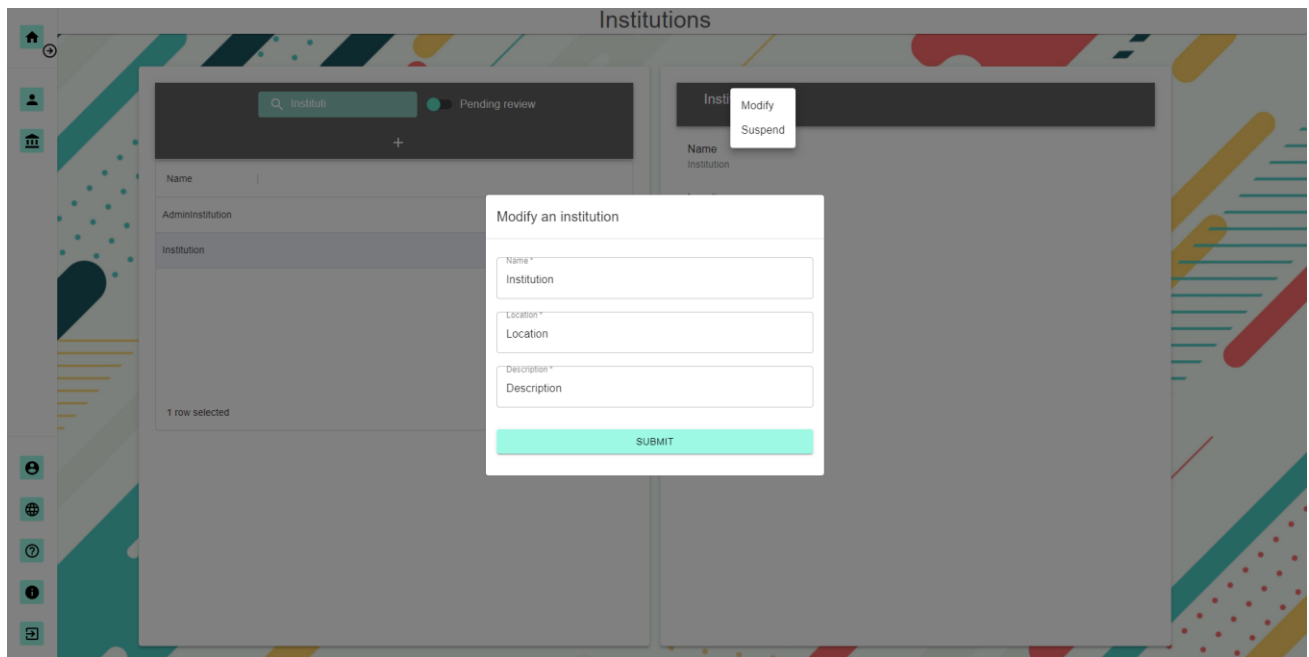 Institutions
Instituti
Pending review
+
Name
AdminInstitution
Institution
1 row selected
Modify
Suspend
Name
Institution
Modify an institution
Name *
Institution
Location *
Location
Description *
Description
SUBMIT